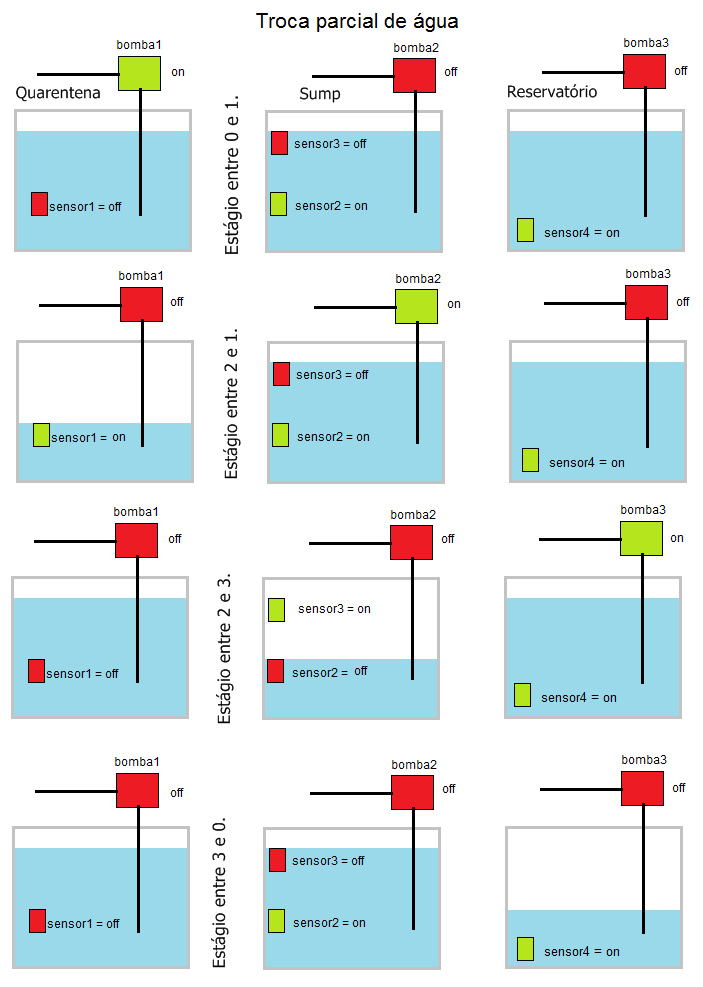 Troca parcial de água
bomba1
on
Quarentena
sensor1 = off
Estágio entre 0 e 1.
bomba2
off
Sump
sensor3 = off
sensor2 = on
bomba3
off
Reservatório
sensor4 = on
bomba1
off
sensor1 = on
Estágio entre 2 e 1.
bomba2
on
sensor3 = off
sensor2 = on
bomba3
off
sensor4 = on
bomba1
off
sensor1 = off
Estágio entre 2 e 3.
bomba2
off
sensor3 = on
sensor2 = off
bomba3
on
sensor4 = on
bomba1
off
sensor1 = off
Estágio entre 3 e 0.
bomba2
off
sensor3 = off
sensor2 = on
bomba3
off
sensor4 = on